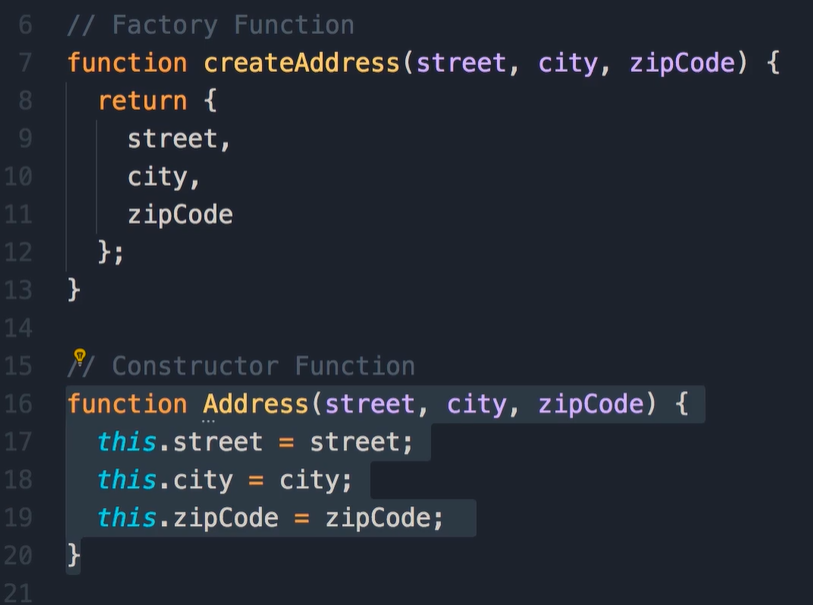 6 // Factory Function
7 function createAddress(street, city, zipCode) {
8 return {
9 street,
10 city,
11 zipCode
12 };
13 }
14
15 // Constructor Function
16 function Address(street, city, zipCode) {
17 this.street = street;
18 this.city = city;
19 this.zipCode = zipCode;
20 }
21